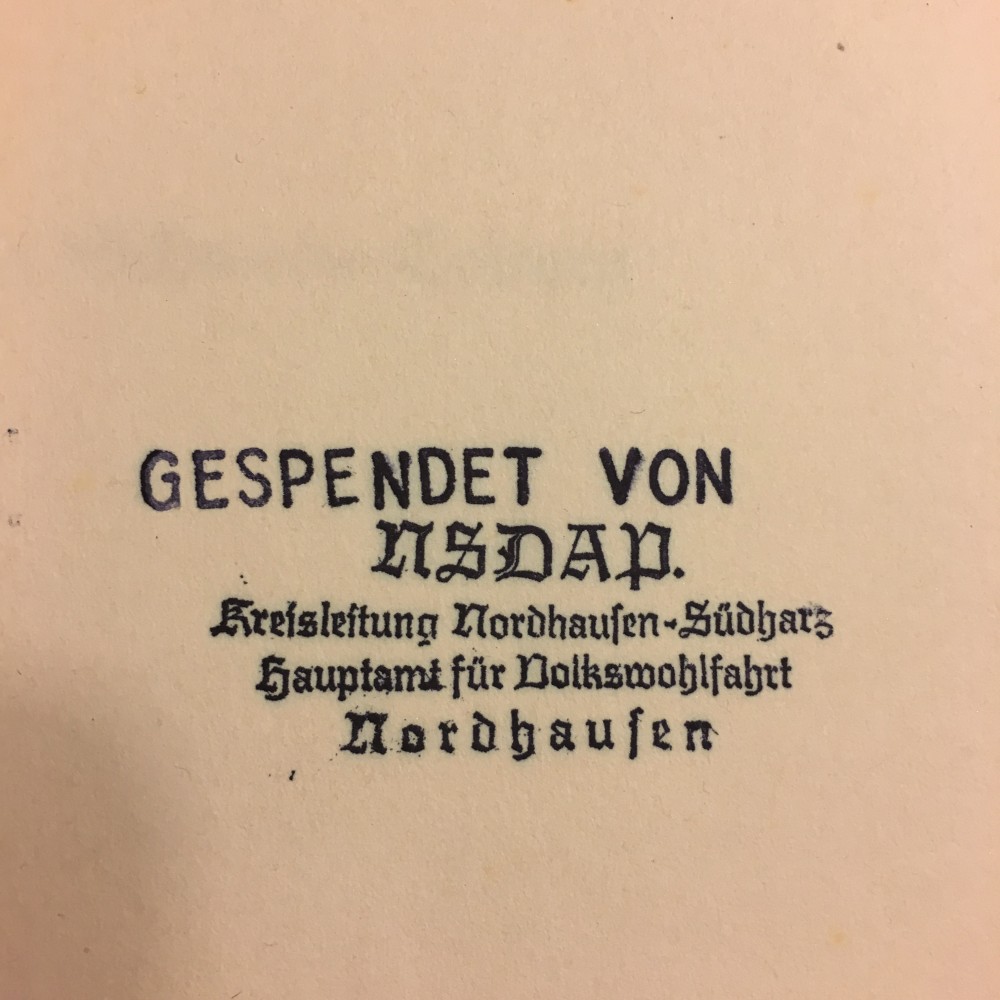 GESPENDET VON
NSDAP.
Kreisleitung Nordhausen-Südharz
Hauptamt für Volkswohlfahrt
Nordhausen